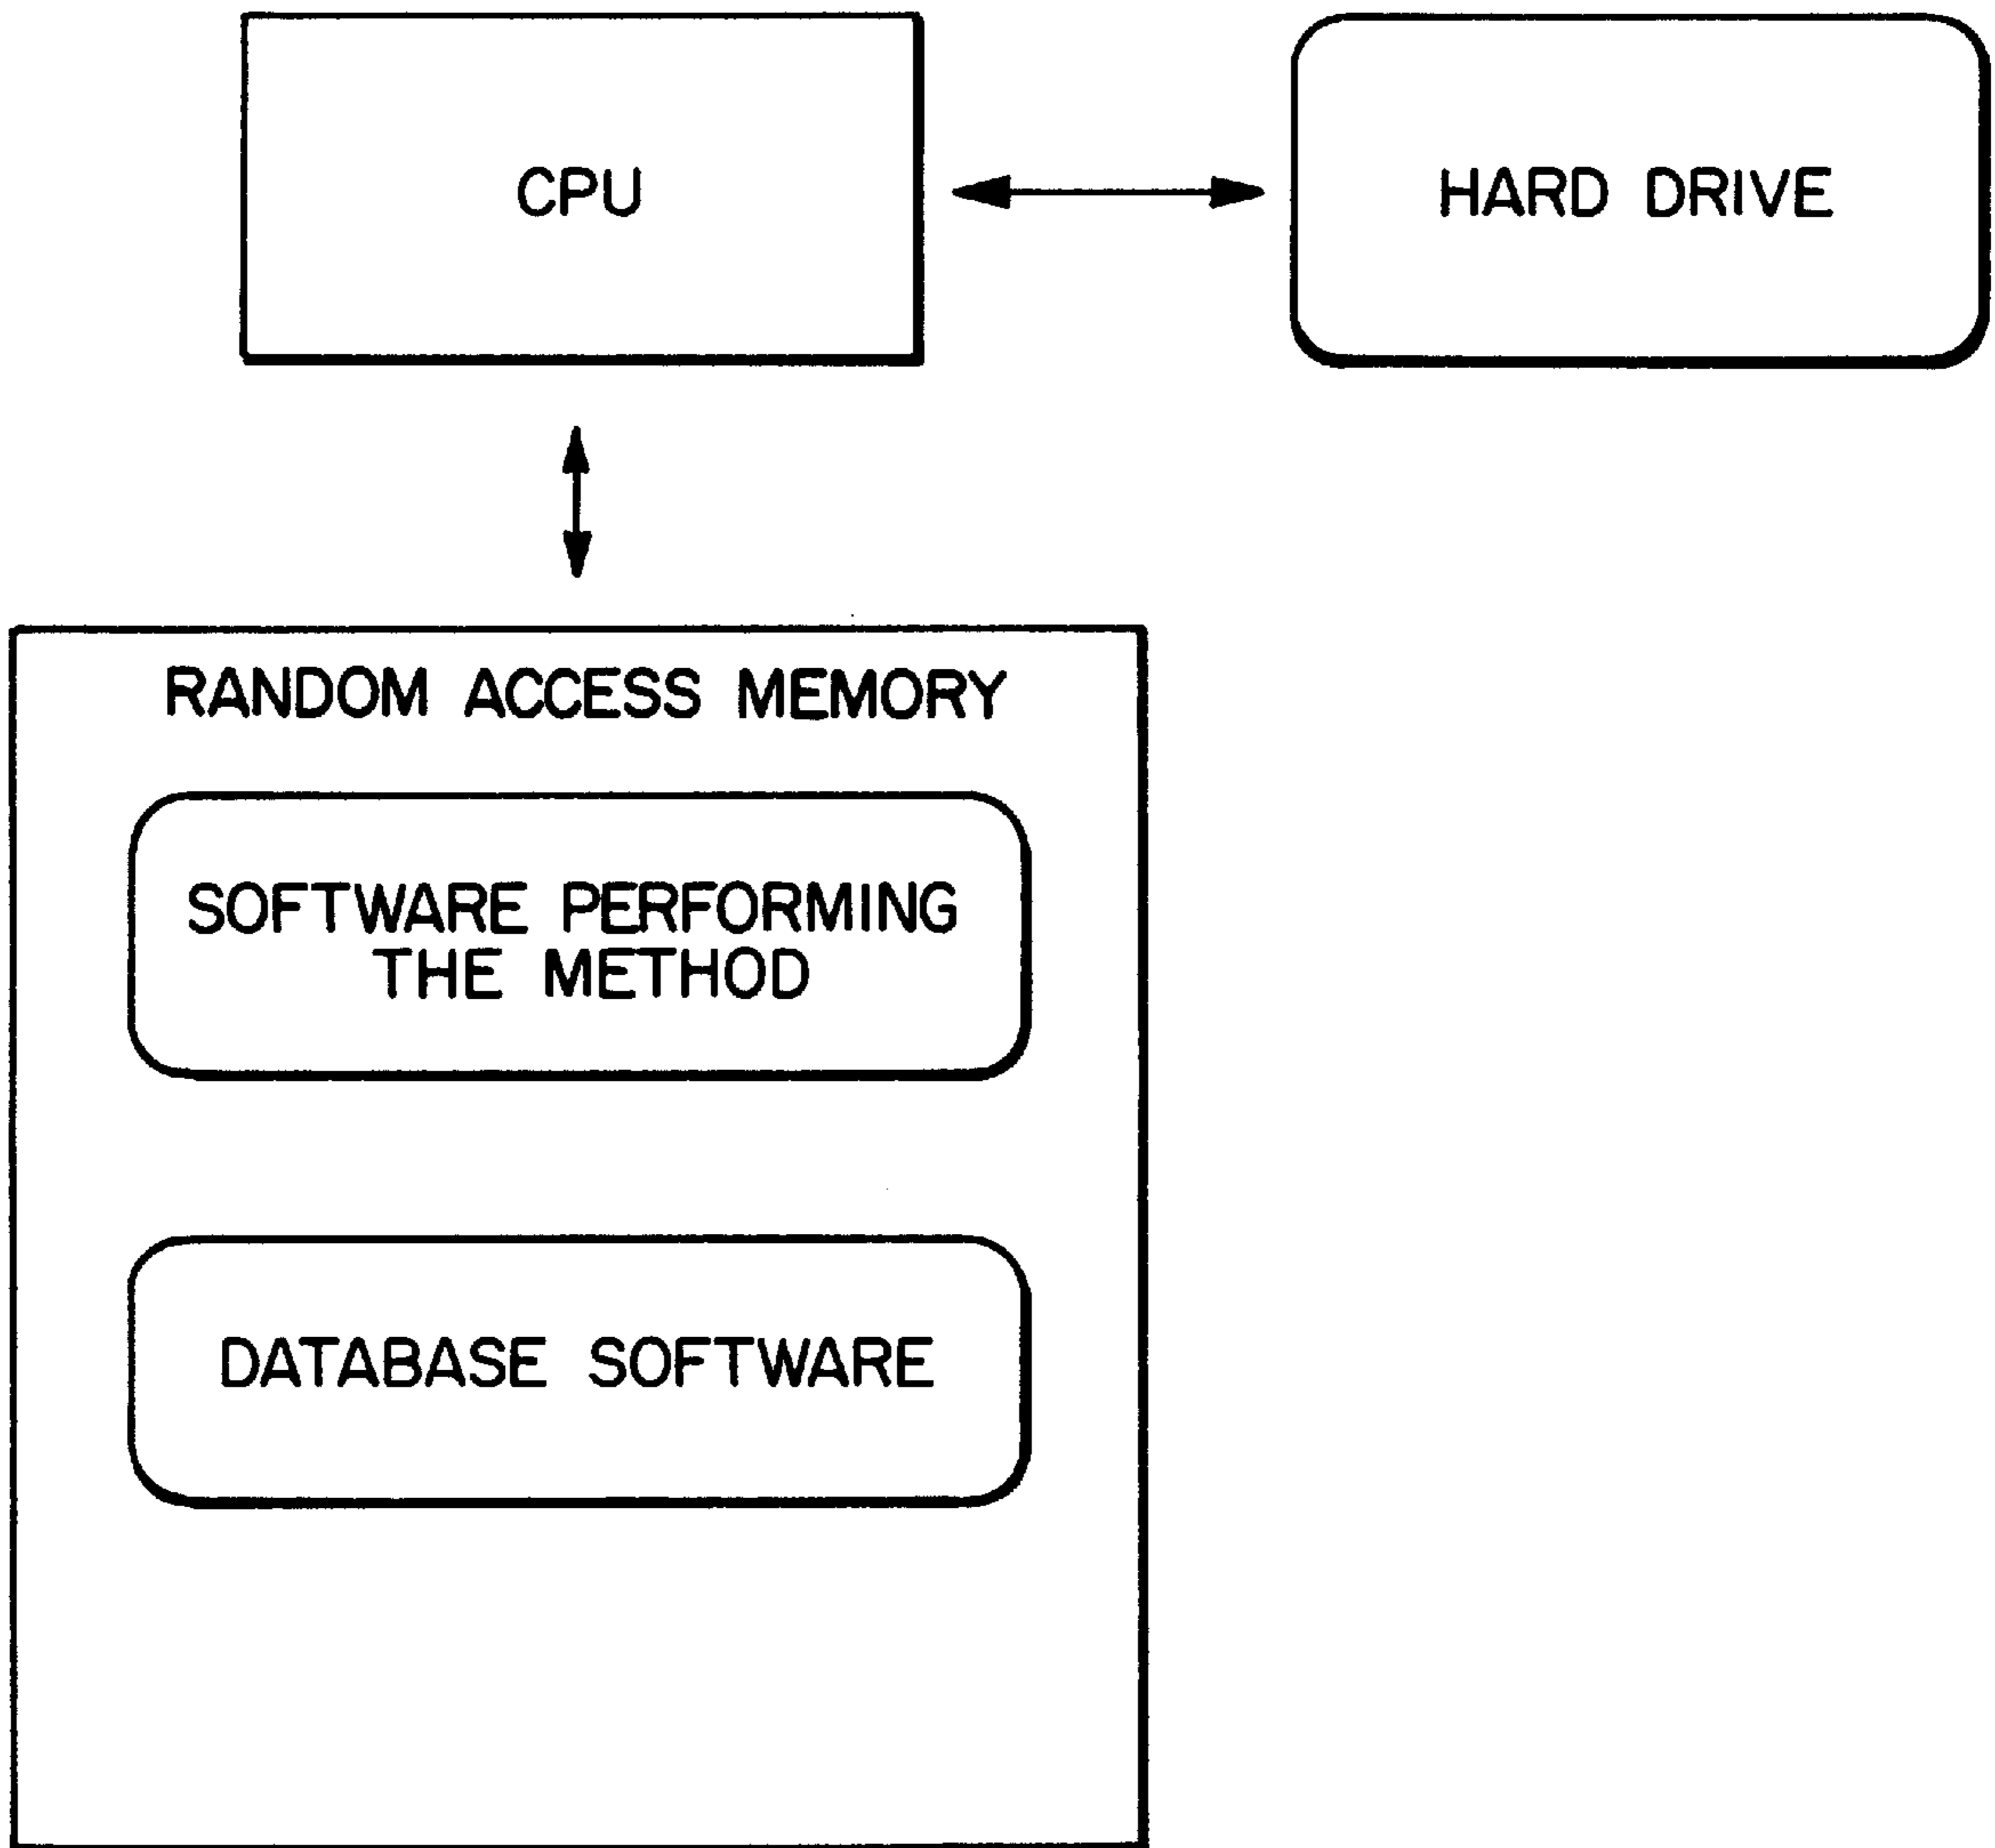 CPU
HARD DRIVE
RANDOM ACCESS MEMORY
SOFTWARE PERFORMING
THE METHOD
DATABASE SOFTWARE